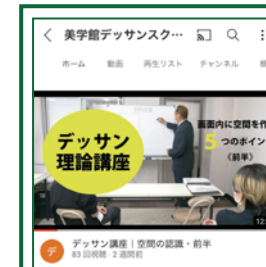 美学館デッサンスク…
ホーム 動画 再生リスト チャンネル
デッサン
理論講座
画面内に空間を作
5つのポイン
《前半》
12:
デ
デッサン講座｜空間の認識・前半
83 回視聴・2 週間前